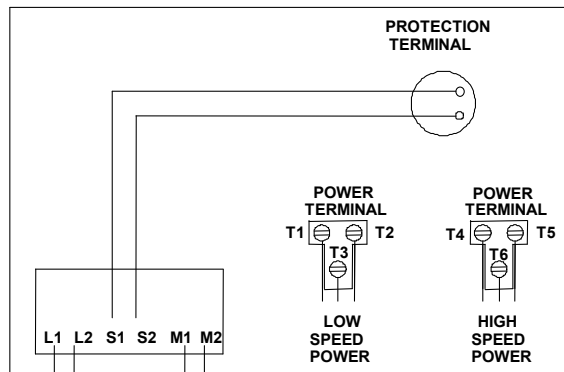 PROTECTION
TERMINAL
POWER
TERMINAL
T1
T2
T3
POWER
TERMINAL
T4
T5
T6
L1 L2 S1 S2 M1 M2
LOW
SPEED
POWER
HIGH
SPEED
POWER